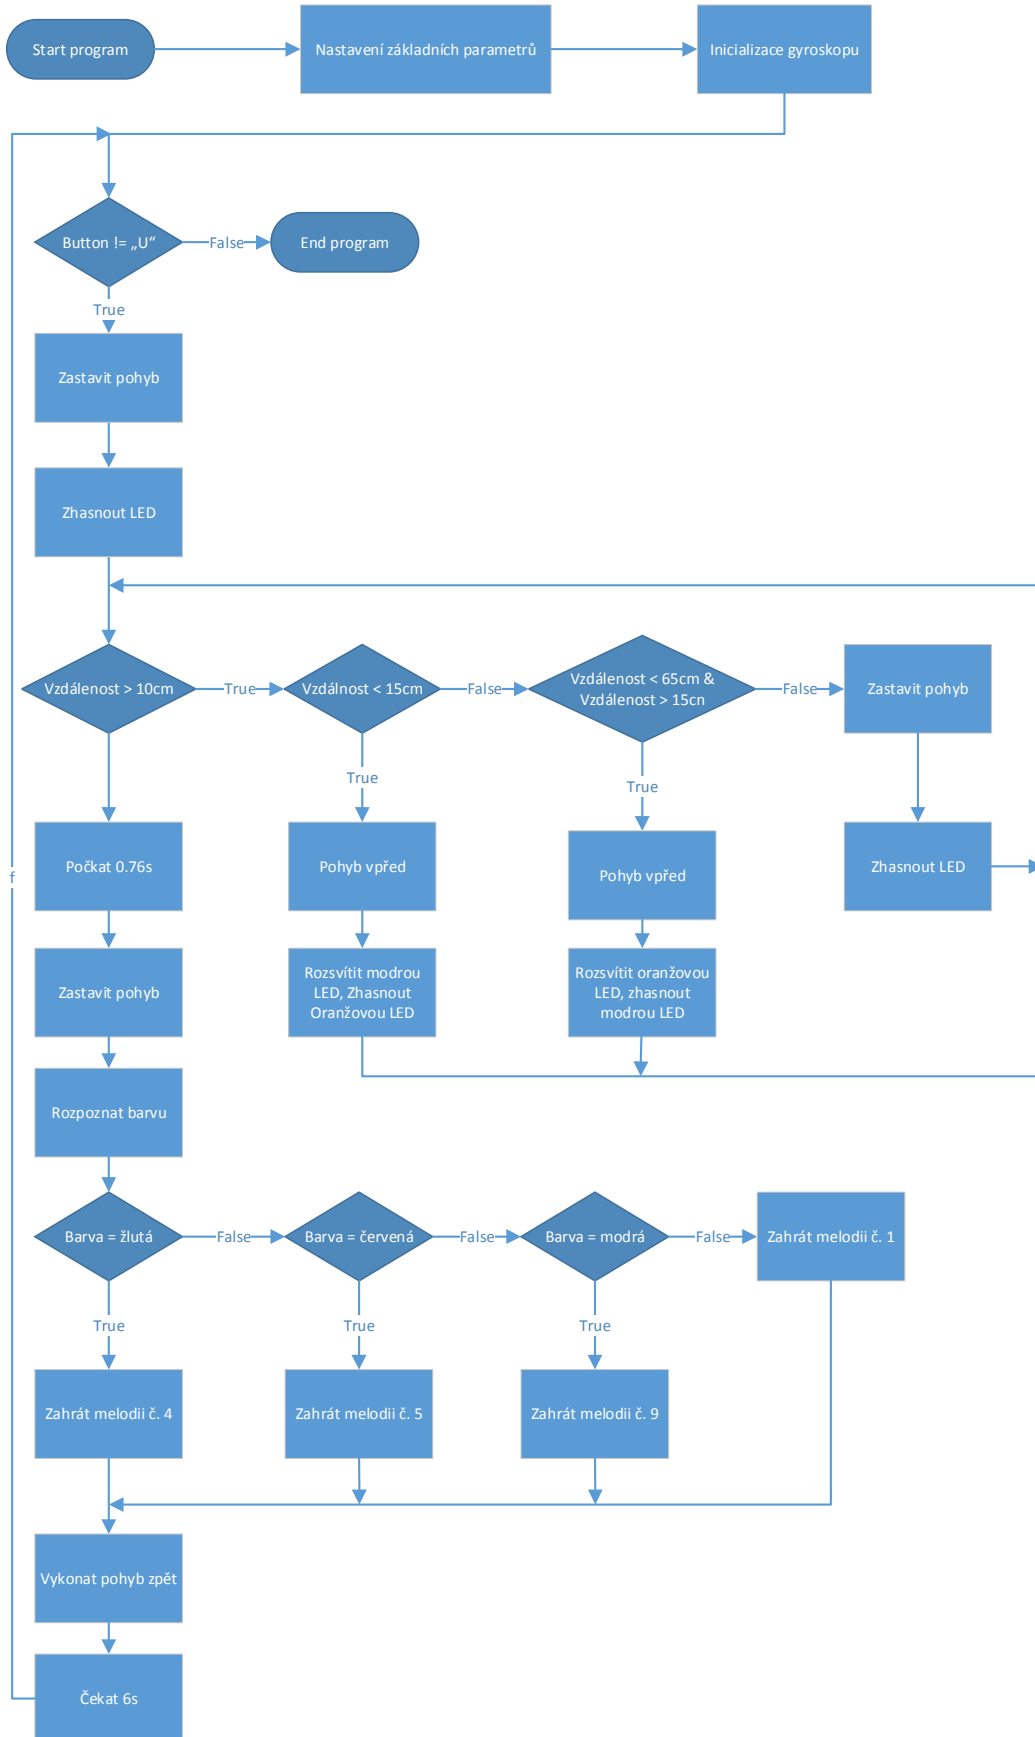 Start program
Nastavení základních parametrů
Inicializace gyroskopu
Button != „U“
False
End program
True
Zastavit pohyb
Zhasnout LED
Vzdálenost > 10cm
True
Vzdálnost < 15cm
False
Vzdálenost < 65cm &
Vzdálenost > 15cn
False
Zastavit pohyb
True
True
Počkat 0.76s
Pohyb vpřed
Pohyb vpřed
Zhasnout LED
f
Zastavit pohyb
Rozsvítit modrou
LED, Zhasnout
Oranžovou LED
Rozsvítit oranžovou
LED, zhasnout
modrou LED
Rozpoznat barvu
Barva = žlutá
False
Barva = červená
False
Barva = modrá
False
Zahrát melodii č. 1
True
True
True
Zahrát melodii č. 4
Zahrát melodii č. 5
Zahrát melodii č. 9
Vykonat pohyb zpět
Čekat 6s